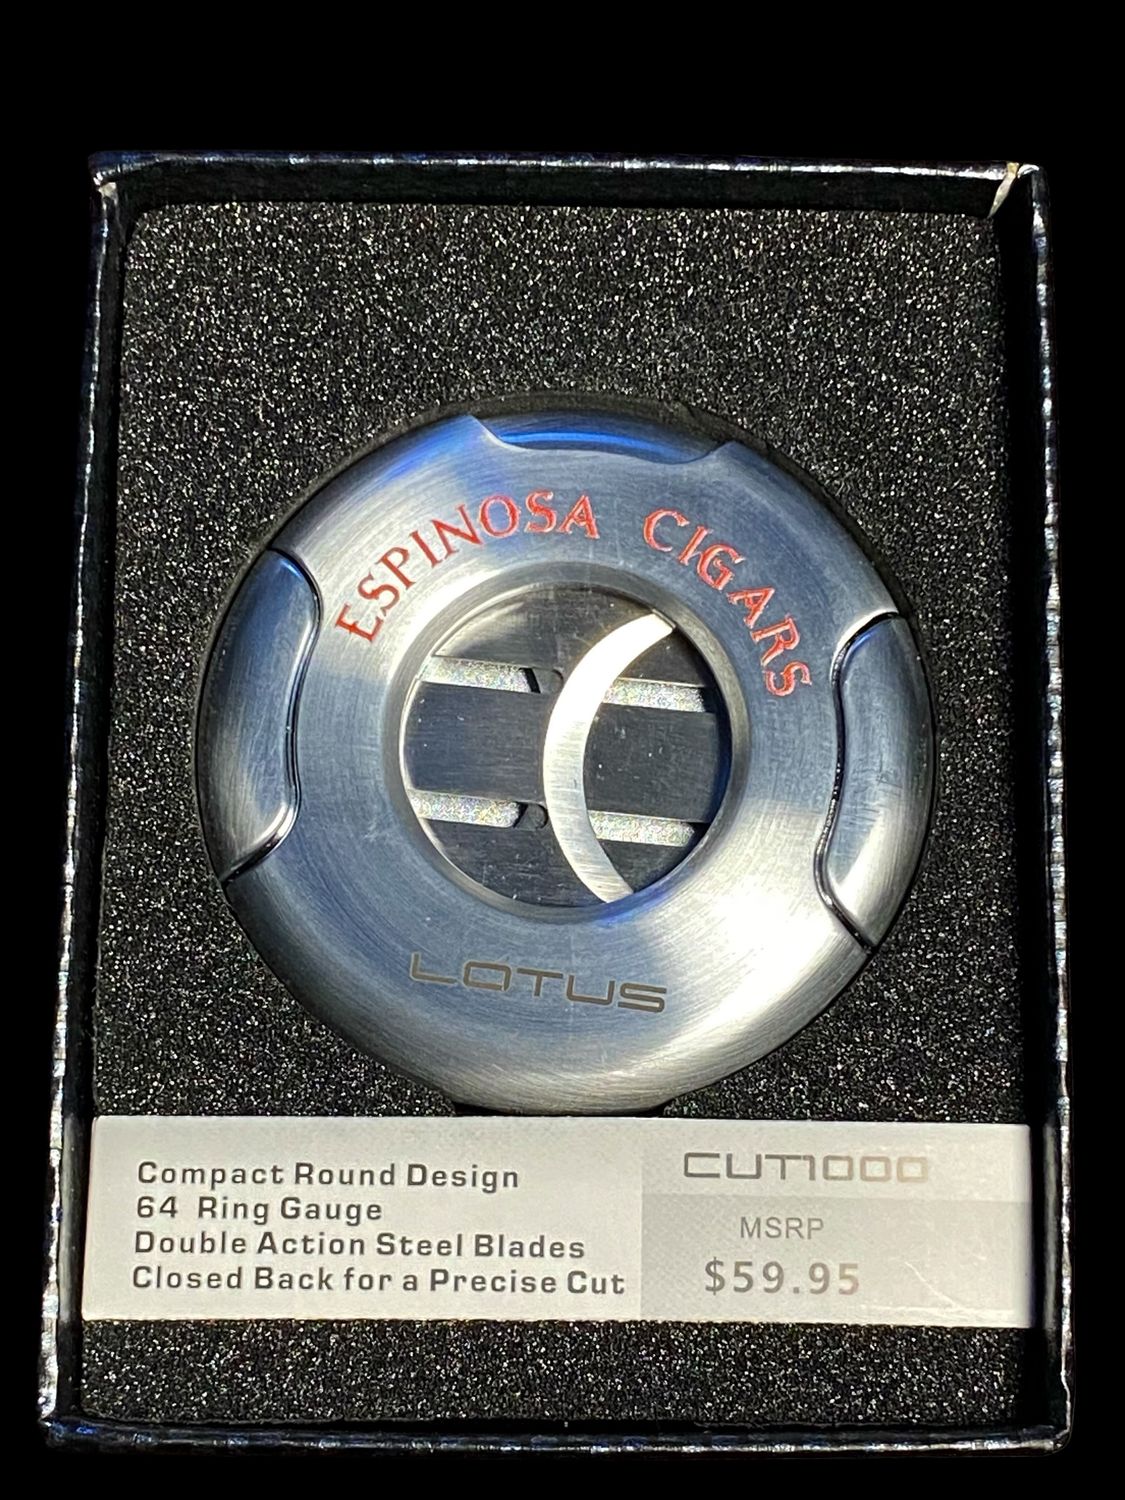 ESPINOSA CIGARS
LOTUS
Compact Round Design
64 Ring Gauge
Double Action Steel Blades
Closed Back for a Precise Cut
CUT1000
MSRP
$59.95